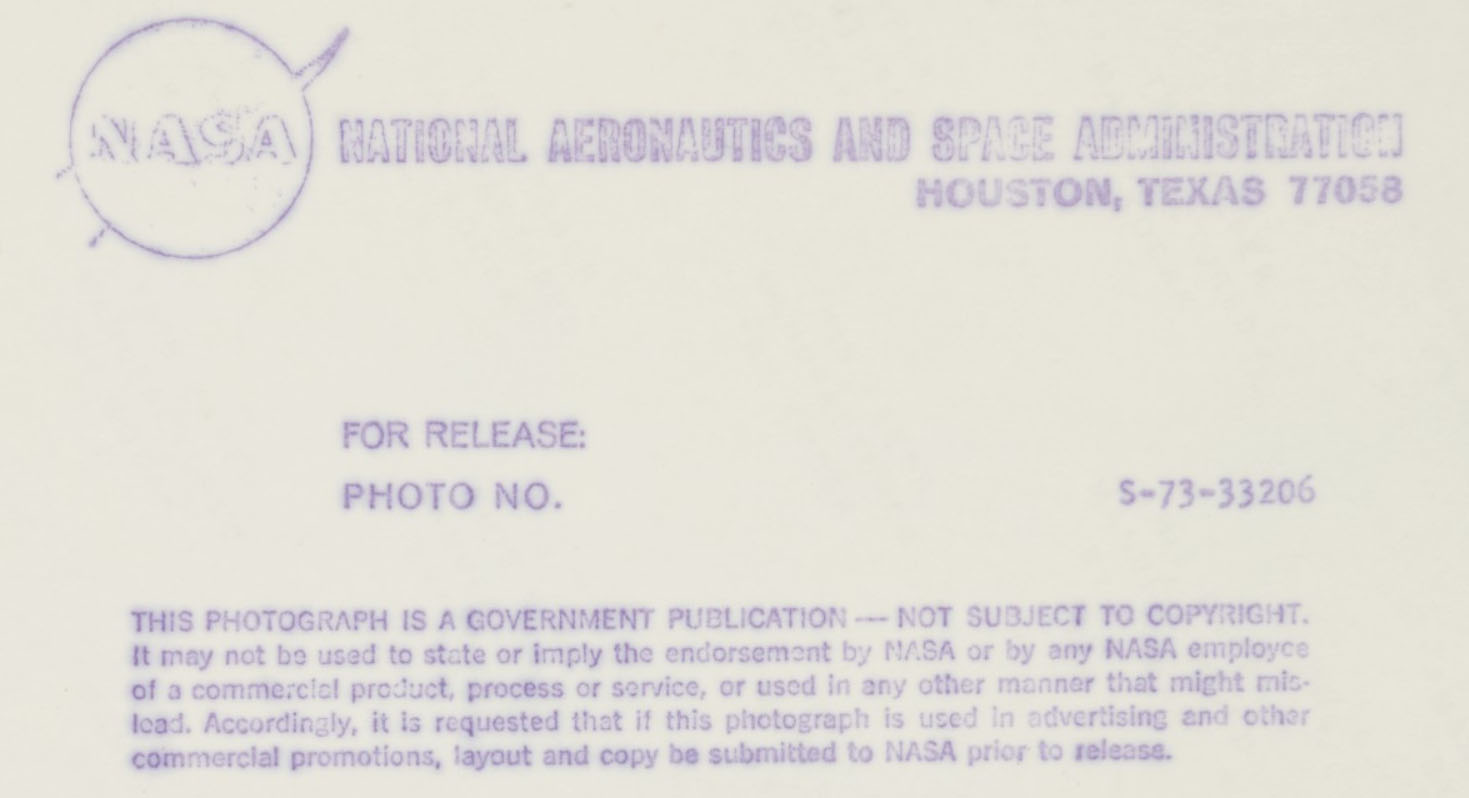 NASA
NATIONAL AERONAUTICS AND SPACE ADMINISTRATION
HOUSTON, TEXAS 77058
FOR RELEASE:
PHOTO NO. S-73-33206
THIS PHOTOGRAPH IS A GOVERNMENT PUBLICATION — NOT SUBJECT TO COPYRIGHT.
It may not be used to state or imply the endorsement by NASA or by any NASA employee
of a commercial product, process or service, or used in any other manner that might mis-
lead. Accordingly, it is requested that if this photograph is used in advertising and other
commercial promotions, layout and copy be submitted to NASA prior to release.